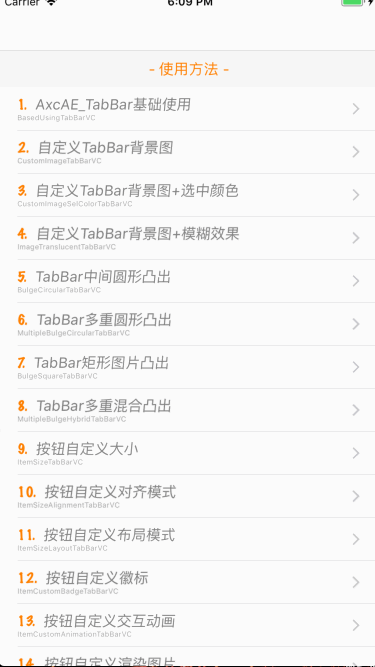 Carrier
6:09 PM
- 使用方法 -
1. AxcAE_TabBar基础使用
BasedUsingTabBarVC
2. 自定义TabBar背景图
CustomImageTabBarVC
3. 自定义TabBar背景图+选中颜色
CustomImageSelColorTabBarVC
4. 自定义TabBar背景图+模糊效果
ImageTranslucentTabBarVC
5. TabBar中间圆形凸出
BulgeCircularTabBarVC
6. TabBar多重圆形凸出
MultipleBulgeCircularTabBarVC
7. TabBar矩形图片凸出
BulgeSquareTabBarVC
8. TabBar多重混合凸出
MultipleBulgeHybridTabBarVC
9. 按钮自定义大小
ItemSizeTabBarVC
10. 按钮自定义对齐模式
ItemSizeAlignmentTabBarVC
11. 按钮自定义布局模式
ItemSizeLayoutTabBarVC
12. 按钮自定义徽标
ItemCustomBadgeTabBarVC
13. 按钮自定义交互动画
ItemCustomAnimationTabBarVC
14. 按钮自定义渲染图片